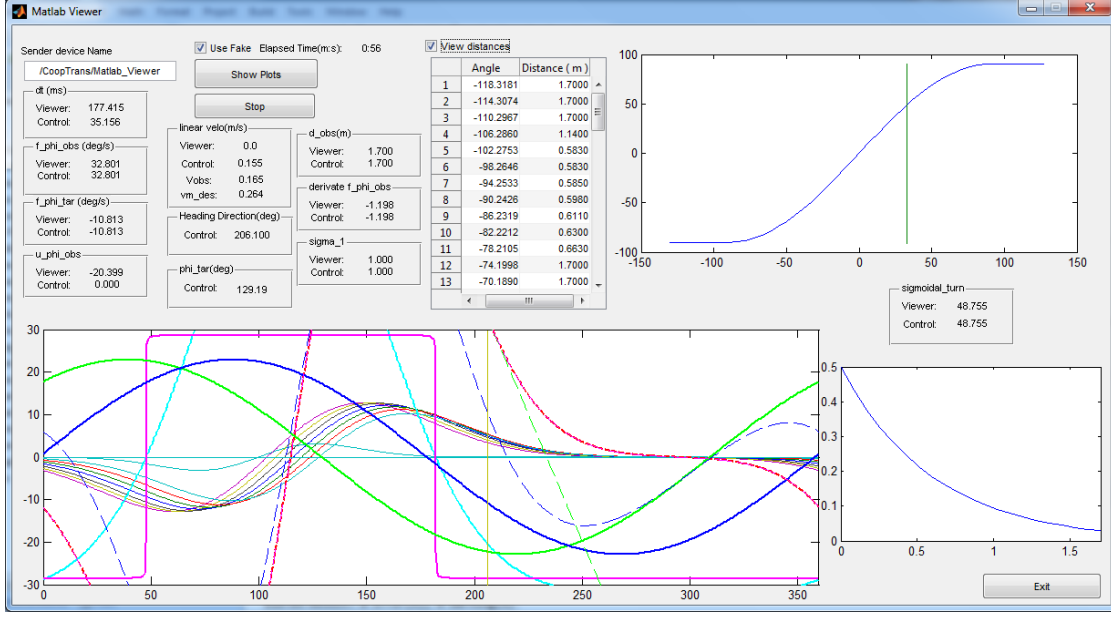 Matlab Viewer
Sender device Name
/CoopTrans/Matlab_Viewer
Use Fake Elapsed Time(m:s): 0:56
Show Plots
Stop
dt (ms)
Viewer: 177.415
Control: 35.156
f_phi_obs (deg/s)
Viewer: 32.801
Control: 32.801
f_phi_tar (deg/s)
Viewer: -10.813
Control: -10.813
u_phi_obs
Viewer: -20.399
Control: 0.000
linear velo(m/s)
Viewer: 0.0
Control: 0.155
Vobs: 0.165
vm_des: 0.264
Heading Direction(deg)
Control: 206.100
phi_tar(deg)
Control: 129.19
d_obs(m)
Viewer: 1.700
Control: 1.700
derivate f_phi_obs
Viewer: -1.198
Control: -1.198
sigma_1
Viewer: 1.000
Control: 1.000
View distances
Angle Distance ( m )
1 -118.3181 1.7000
2 -114.3074 1.7000
3 -110.2967 1.7000
4 -106.2860 1.1400
5 -102.2753 0.5830
6 -98.2646 0.5830
7 -94.2533 0.5850
8 -90.2426 0.5980
9 -86.2319 0.6110
10 -82.2212 0.6300
11 -78.2105 0.6630
12 -74.1998 1.7000
13 -70.1890 1.7000
100
50
0
-50
-100
-150 -100 -50 0 50 100 150
sigmoidal_turn
Viewer: 48.755
Control: 48.755
30
20
10
0
-10
-20
-30
0 50 100 150 200 250 300 350
0.5
0.4
0.3
0.2
0.1
0
0 0.5 1 1.5
Exit